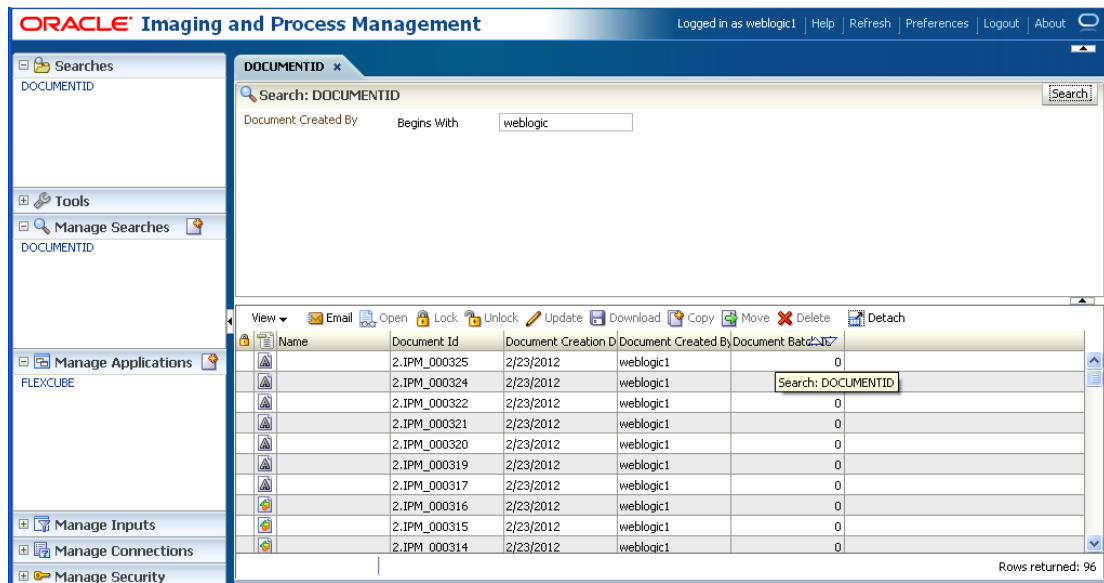 ORACLE Imaging and Process Management
Logged in as weblogic1 | Help | Refresh | Preferences | Logout | About
Searches
DOCUMENTID
Tools
Manage Searches
DOCUMENTID
Manage Applications
FLEXCUBE
Manage Inputs
Manage Connections
Manage Security
DOCUMENTID
Search: DOCUMENTID
Search
Document Created By Begins With weblogic
View Email Open Lock Unlock Update Download Copy Move Delete Detach
Name Document Id Document Creation D Document Created By Document
2.IPM_000325 2/23/2012 weblogic1 0
2.IPM_000324 2/23/2012 weblogic1
Search: DOCUMENTID
2.IPM_000322 2/23/2012 weblogic1 0
2.IPM_000321 2/23/2012 weblogic1 0
2.IPM_000320 2/23/2012 weblogic1 0
2.IPM_000319 2/23/2012 weblogic1 0
2.IPM_000317 2/23/2012 weblogic1 0
2.IPM_000316 2/23/2012 weblogic1 0
2.IPM_000315 2/23/2012 weblogic1 0
2.IPM_000314 2/23/2012 weblogic1 0
Rows returned: 96